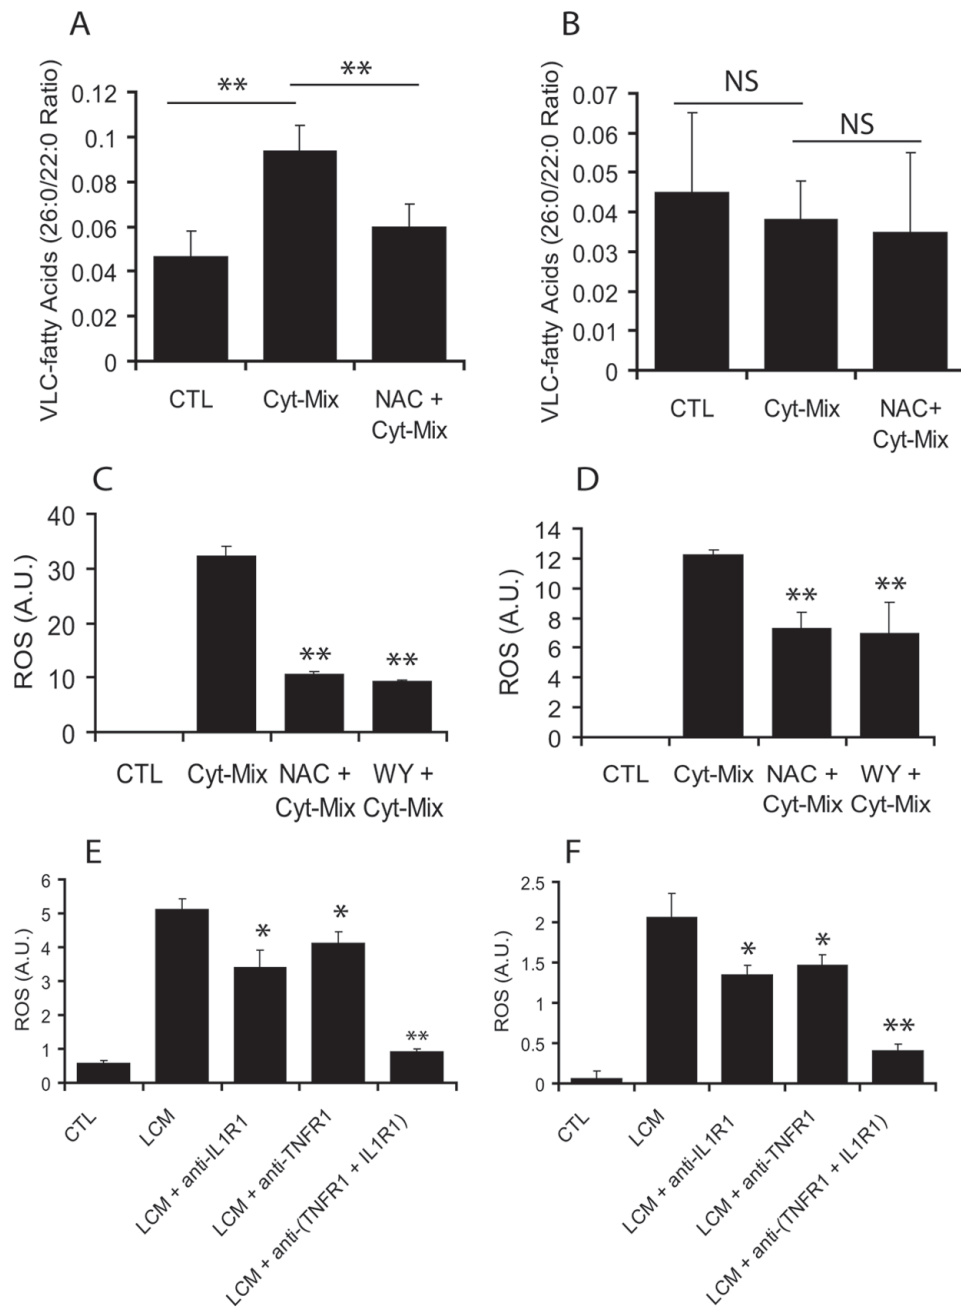 A
VLC-fatty Acids (26:0/22:0 Ratio)
0.12
0.1
0.08
0.06
0.04
0.02
0
**
**
CTL
Cyt-Mix
NAC +
Cyt-Mix
B
VLC-fatty Acids (26:0/22:0 Ratio)
0.07
0.06
0.05
0.04
0.03
0.02
0.01
0
NS
NS
CTL
Cyt-Mix
NAC+
Cyt-Mix
C
ROS (A.U.)
40
30
20
10
0
**
**
CTL
Cyt-Mix
NAC +
Cyt-Mix
WY +
Cyt-Mix
D
ROS (A.U.)
14
12
10
8
6
4
2
0
**
**
CTL
Cyt-Mix
NAC +
Cyt-Mix
WY +
Cyt-Mix
E
ROS (A.U.)
6
5
4
3
2
1
0
*
*
**
CTL
LCM
LCM + anti-IL1R1
LCM + anti-TNFR1
LCM + anti-(TNFR1 + IL1R1)
F
ROS (A.U.)
2.5
2
1.5
1
0.5
0
*
*
**
CTL
LCM
LCM + anti-IL1R1
LCM + anti-TNFR1
LCM + anti-(TNFR1 + IL1R1)